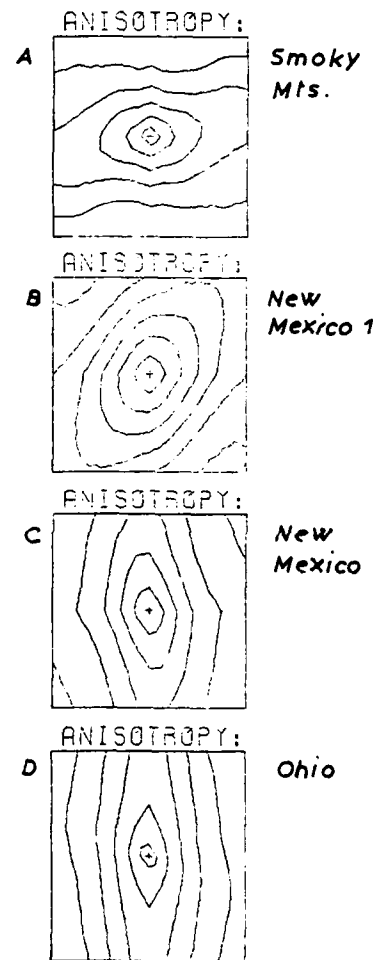 ANISOTROPY:
A
Smoky
Mts.
ANISOTROPY:
B
New
Mexico 1
ANISOTROPY:
C
New
Mexico
ANISOTROPY:
D
Ohio